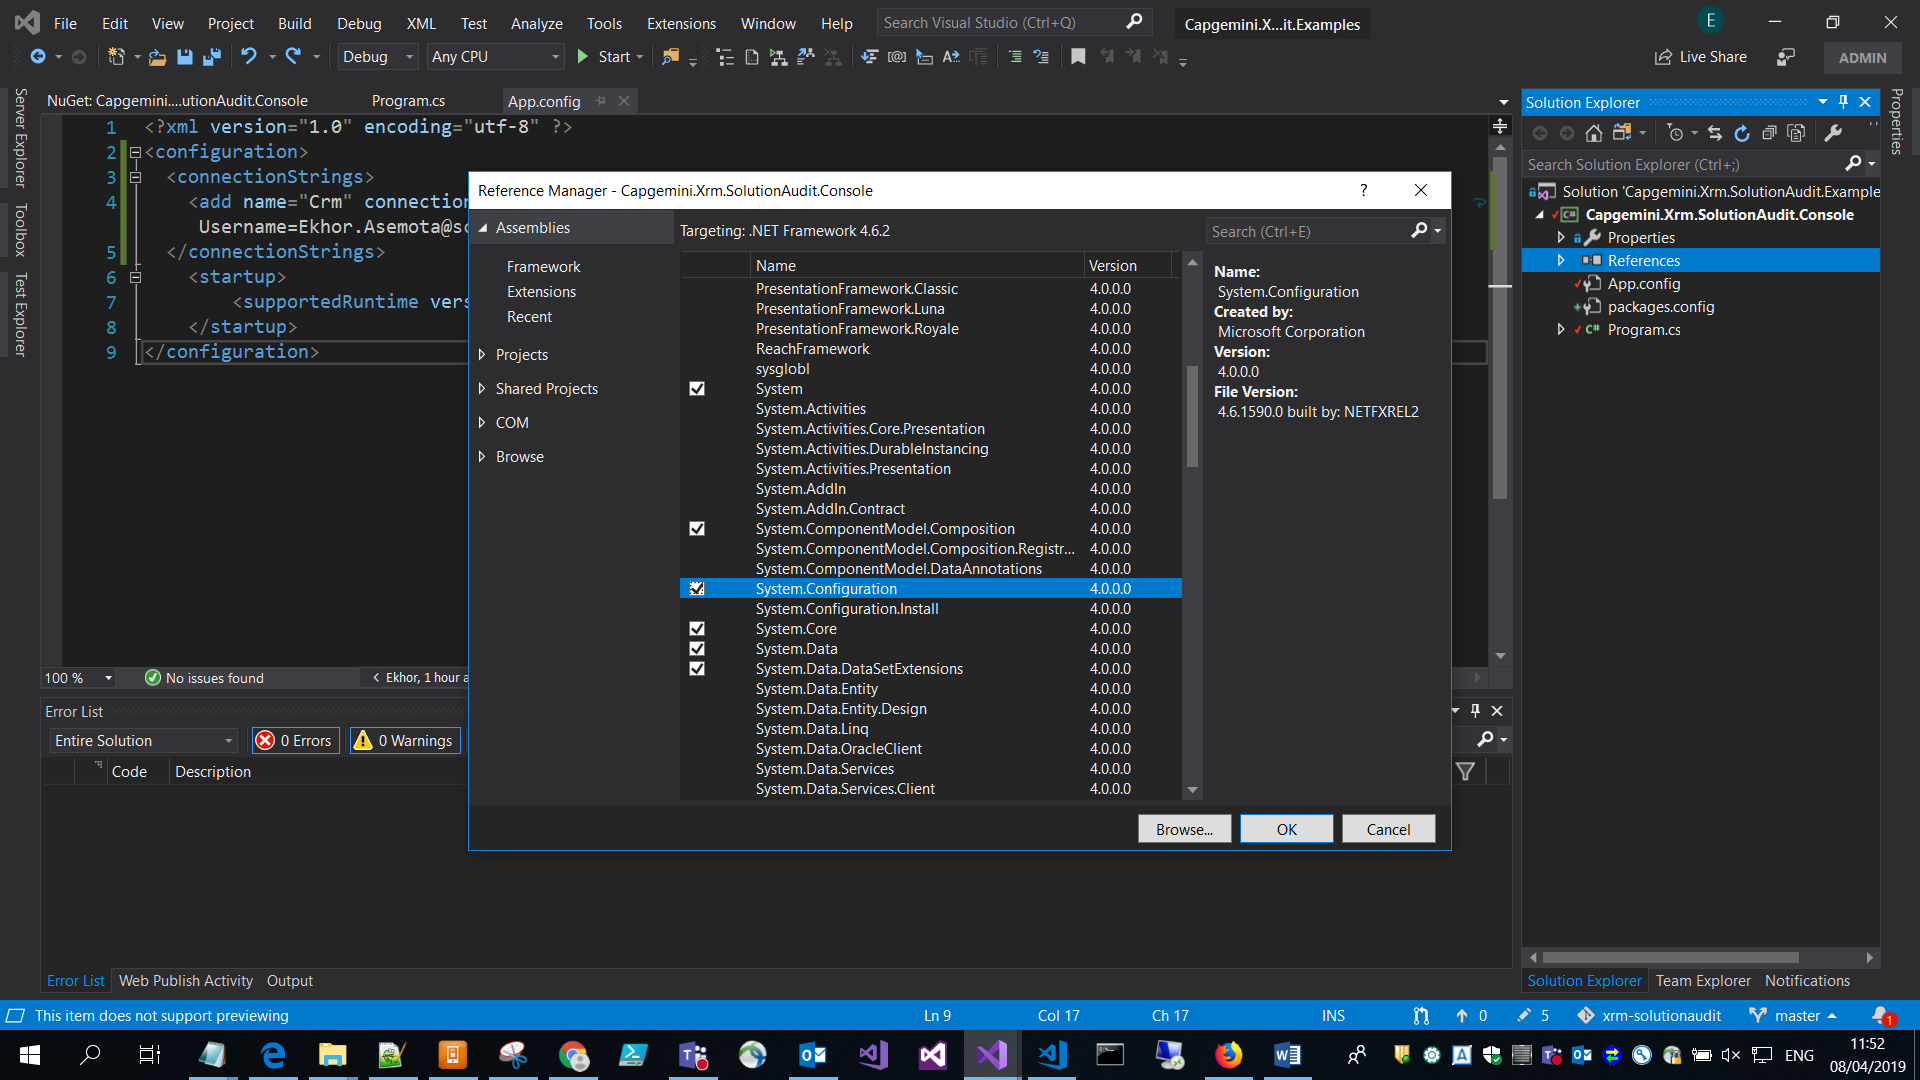 File Edit View Project Build Debug XML Test Analyze Tools Extensions Window Help Search Visual Studio (Ctrl+Q) Capgemini.X...it.Examples E
Debug Any CPU Start Live Share ADMIN
NuGet: Capgemini....utionAudit.Console Program.cs App.config
Server Explorer
Toolbox
Test Explorer
1 <?xml version="1.0" encoding="utf-8" ?>
2 <configuration>
3 <connectionStrings>
4 <add name="Crm" connection
Username=Ekhor.Asemota@sc
5 </connectionStrings>
6 <startup>
7 <supportedRuntime vers
8 </startup>
9 </configuration>
100 % No issues found Ekhor, 1 hour a
Reference Manager - Capgemini.Xrm.SolutionAudit.Console ?
Assemblies
Framework
Extensions
Recent
Projects
Shared Projects
COM
Browse
Targeting: .NET Framework 4.6.2
Search (Ctrl+E)
Name Version
PresentationFramework.Classic 4.0.0.0
PresentationFramework.Luna 4.0.0.0
PresentationFramework.Royale 4.0.0.0
ReachFramework 4.0.0.0
sysglobl 4.0.0.0
System 4.0.0.0
System.Activities 4.0.0.0
System.Activities.Core.Presentation 4.0.0.0
System.Activities.DurableInstancing 4.0.0.0
System.Activities.Presentation 4.0.0.0
System.AddIn 4.0.0.0
System.AddIn.Contract 4.0.0.0
System.ComponentModel.Composition 4.0.0.0
System.ComponentModel.Composition.Registr... 4.0.0.0
System.ComponentModel.DataAnnotations 4.0.0.0
System.Configuration 4.0.0.0
System.Configuration.Install 4.0.0.0
System.Core 4.0.0.0
System.Data 4.0.0.0
System.Data.DataSetExtensions 4.0.0.0
System.Data.Entity 4.0.0.0
System.Data.Entity.Design 4.0.0.0
System.Data.Linq 4.0.0.0
System.Data.OracleClient 4.0.0.0
System.Data.Services 4.0.0.0
System.Data.Services.Client 4.0.0.0
Name:
System.Configuration
Created by:
Microsoft Corporation
Version:
4.0.0.0
File Version:
4.6.1590.0 built by: NETFXREL2
Browse... OK Cancel
Solution Explorer
Search Solution Explorer (Ctrl+;)
Solution 'Capgemini.Xrm.SolutionAudit.Example
Capgemini.Xrm.SolutionAudit.Console
Properties
References
App.config
packages.config
Program.cs
Properties
Error List
Entire Solution 0 Errors 0 Warnings
Code Description
Error List Web Publish Activity Output
Solution Explorer Team Explorer Notifications
This item does not support previewing Ln 9 Col 17 Ch 17 INS 0 5 xrm-solutionaudit master 1
ENG 11:52
08/04/2019